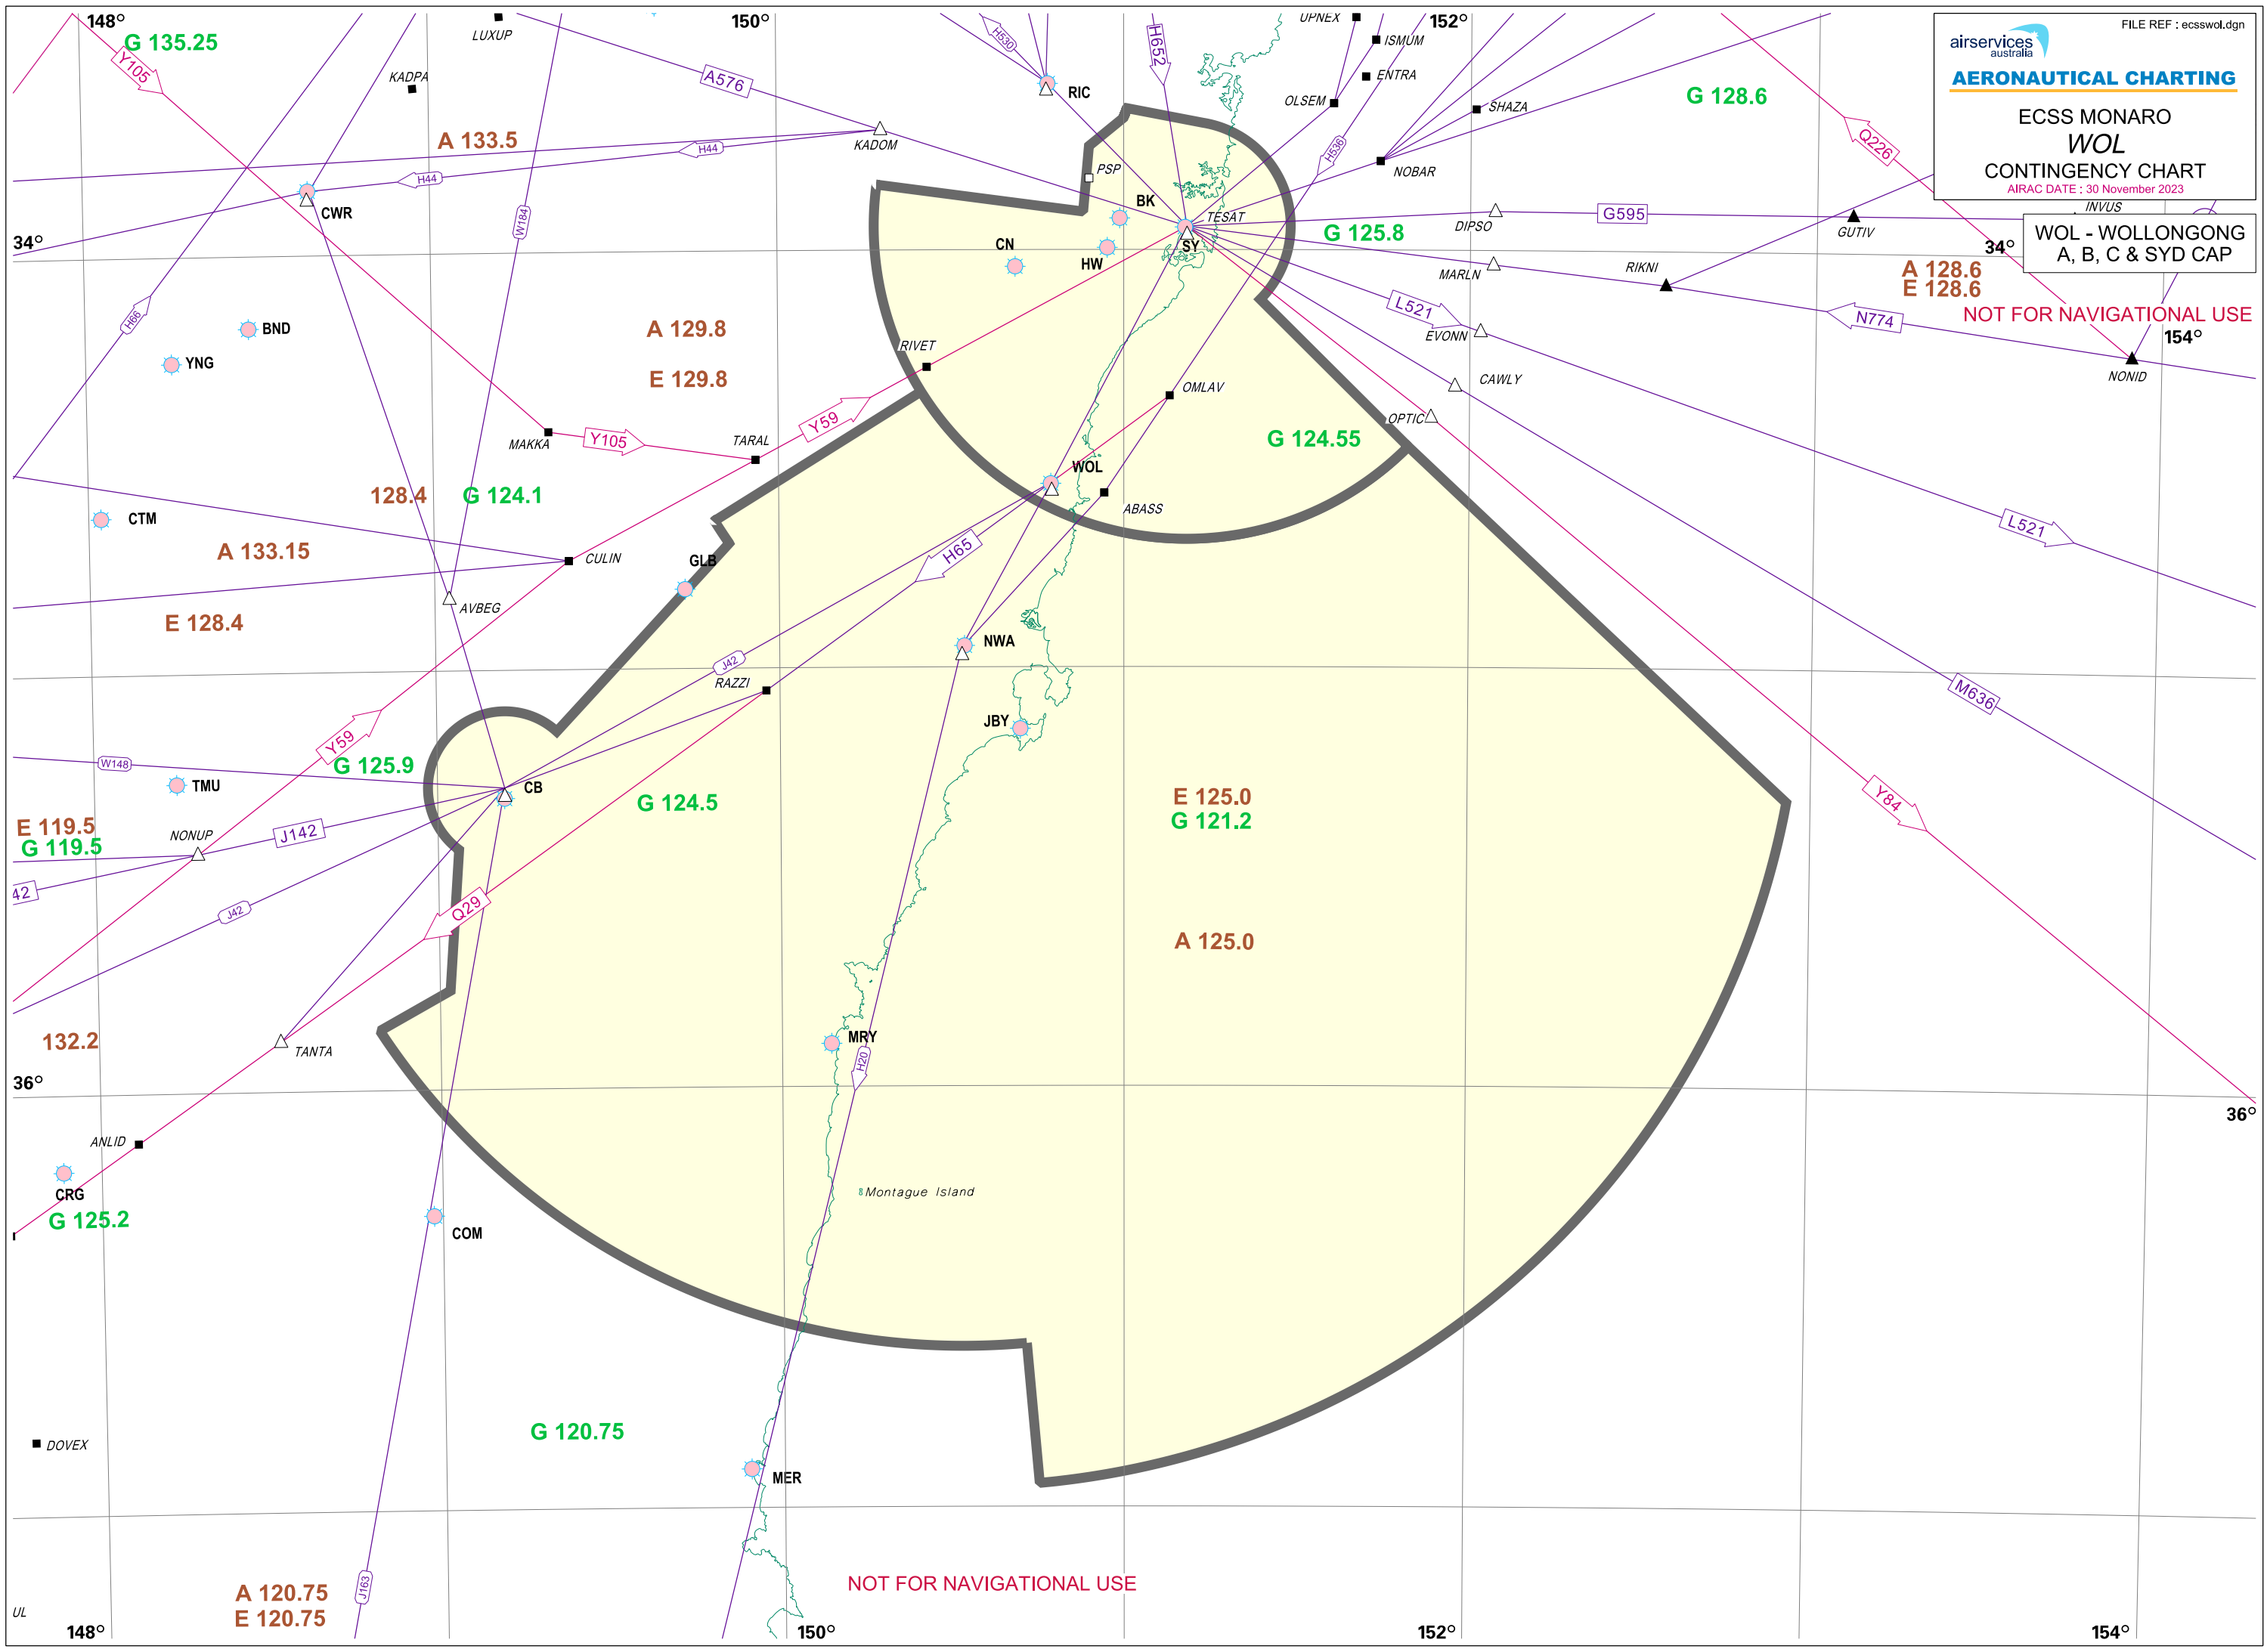 148°
150°
152°
FILE REF : ecsswol.dgn
airservices
australia
AERONAUTICAL CHARTING
ECSS MONARO
WOL
CONTINGENCY CHART
AIRAC DATE : 30 November 2023
WOL - WOLLONGONG
A, B, C & SYD CAP
NOT FOR NAVIGATIONAL USE
G 135.25
Y105
LUXUP
KADPA
A576
H530
RIC
H652
UPNEX
ISMUM
ENTRA
OLSEM
SHAZA
G 128.6
Q226
A 133.5
KADOM
H44
H44
PSP
H536
NOBAR
CWR
W184
BK
TESAT
SY
DIPSO
G595
GUTIV
INVUS
34°
34°
CN
HW
G 125.8
MARLN
RIKNI
A 128.6
E 128.6
H66
BND
YNG
A 129.8
E 129.8
RIVET
L521
EVONN
N774
154°
NONID
CAWLY
OPTIC
OMLAV
MAKKA
Y105
TARAL
Y59
G 124.55
WOL
ABASS
128.4
G 124.1
CTM
A 133.15
CULIN
GLB
H65
L521
AVBEG
E 128.4
NWA
J42
RAZZI
M636
JBY
Y59
W148
G 125.9
TMU
CB
G 124.5
E 125.0
G 121.2
Y84
E 119.5
G 119.5
NONUP
J142
42
J42
Q29
A 125.0
132.2
TANTA
MRY
H20
36°
36°
ANLID
CRG
G 125.2
COM
Montague Island
G 120.75
DOVEX
MER
A 120.75
E 120.75
J163
NOT FOR NAVIGATIONAL USE
UL
148°
150°
152°
154°